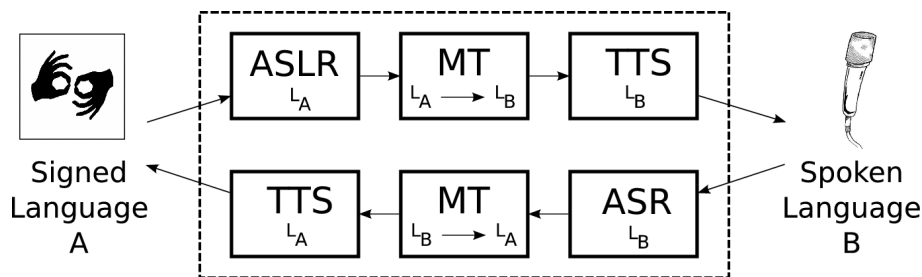 ASLR
L_A
MT
L_A → L_B
TTS
L_B
Signed
Language
A
Spoken
Language
B
TTS
L_A
MT
L_B → L_A
ASR
L_B